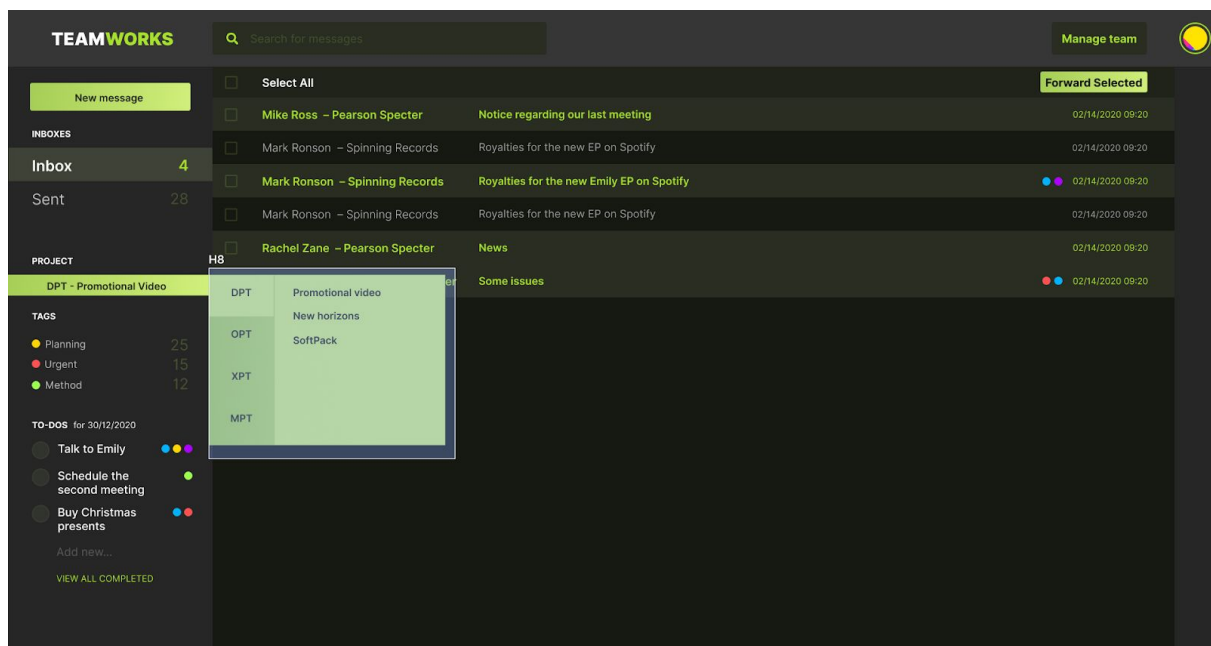 TEAMWORKS
Search for messages
Manage team
New message
INBOXES
Inbox 4
Sent 28
PROJECT
DPT - Promotional Video
TAGS
Planning 25
Urgent 15
Method 12
TO-DOS for 30/12/2020
Talk to Emily
Schedule the
second meeting
Buy Christmas
presents
Add new...
VIEW ALL COMPLETED
Select All
Forward Selected
Mike Ross – Pearson Specter Notice regarding our last meeting 02/14/2020 09:20
Mark Ronson – Spinning Records Royalties for the new EP on Spotify 02/14/2020 09:20
Mark Ronson – Spinning Records Royalties for the new Emily EP on Spotify 02/14/2020 09:20
Mark Ronson – Spinning Records Royalties for the new EP on Spotify 02/14/2020 09:20
Rachel Zane – Pearson Specter News 02/14/2020 09:20
Some issues 02/14/2020 09:20
H8
DPT
OPT
XPT
MPT
Promotional video
New horizons
SoftPack